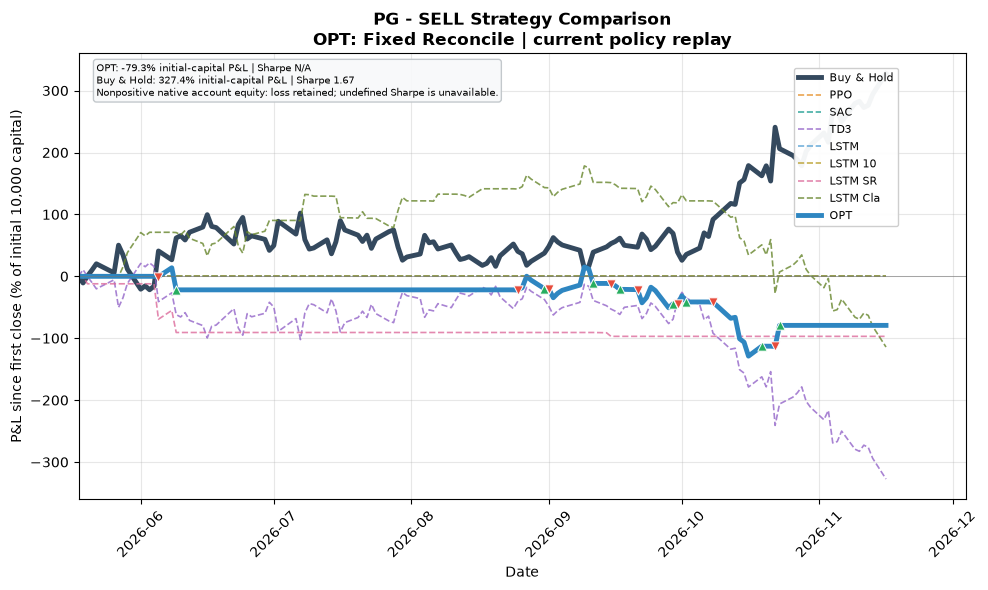 PG - SELL Strategy Comparison
OPT: Fixed Reconcile | current policy replay
OPT: -79.3% initial-capital P&L | Sharpe N/A
Buy & Hold: 327.4% initial-capital P&L | Sharpe 1.67
Nonpositive native account equity: loss retained; undefined Sharpe is unavailable.
Buy & Hold
PPO
SAC
TD3
LSTM
LSTM 10
LSTM SR
LSTM Cla
OPT
P&L since first close (% of initial 10,000 capital)
300
200
100
0
−100
−200
−300
2026-06
2026-07
2026-08
2026-09
2026-10
2026-11
2026-12
Date